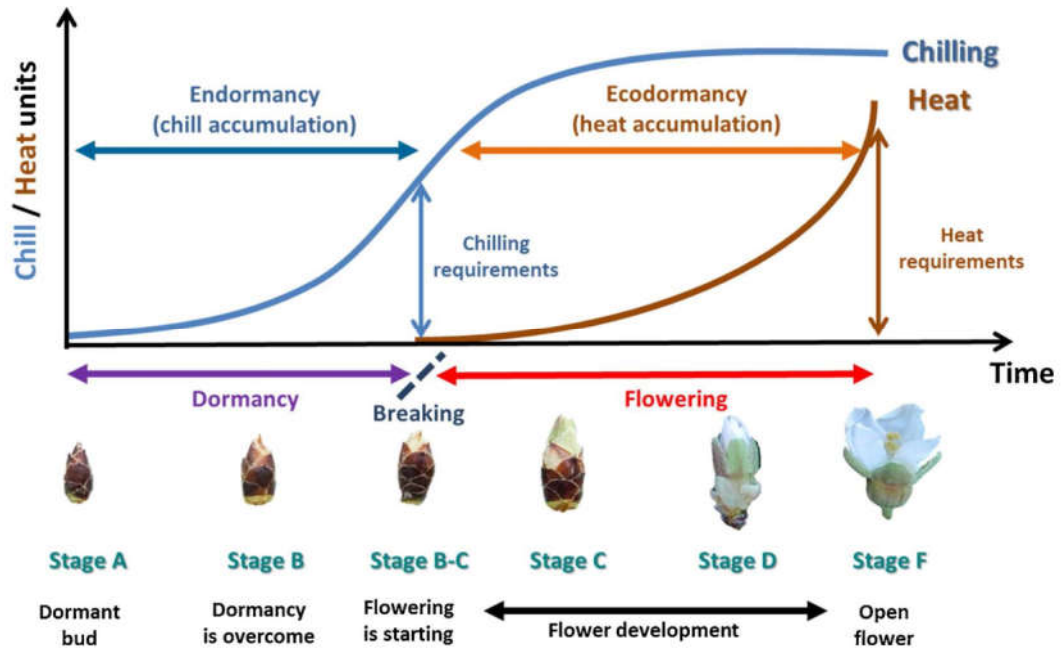 Chill / Heat units
Endormancy
(chill accumulation)
Ecodormancy
(heat accumulation)
Chilling
Heat
Chilling
requirements
Heat
requirements
Time
Dormancy
Breaking
Flowering
Stage A
Stage B
Stage B-C
Stage C
Stage D
Stage F
Dormant
bud
Dormancy
is overcome
Flowering
is starting
Flower development
Open
flower